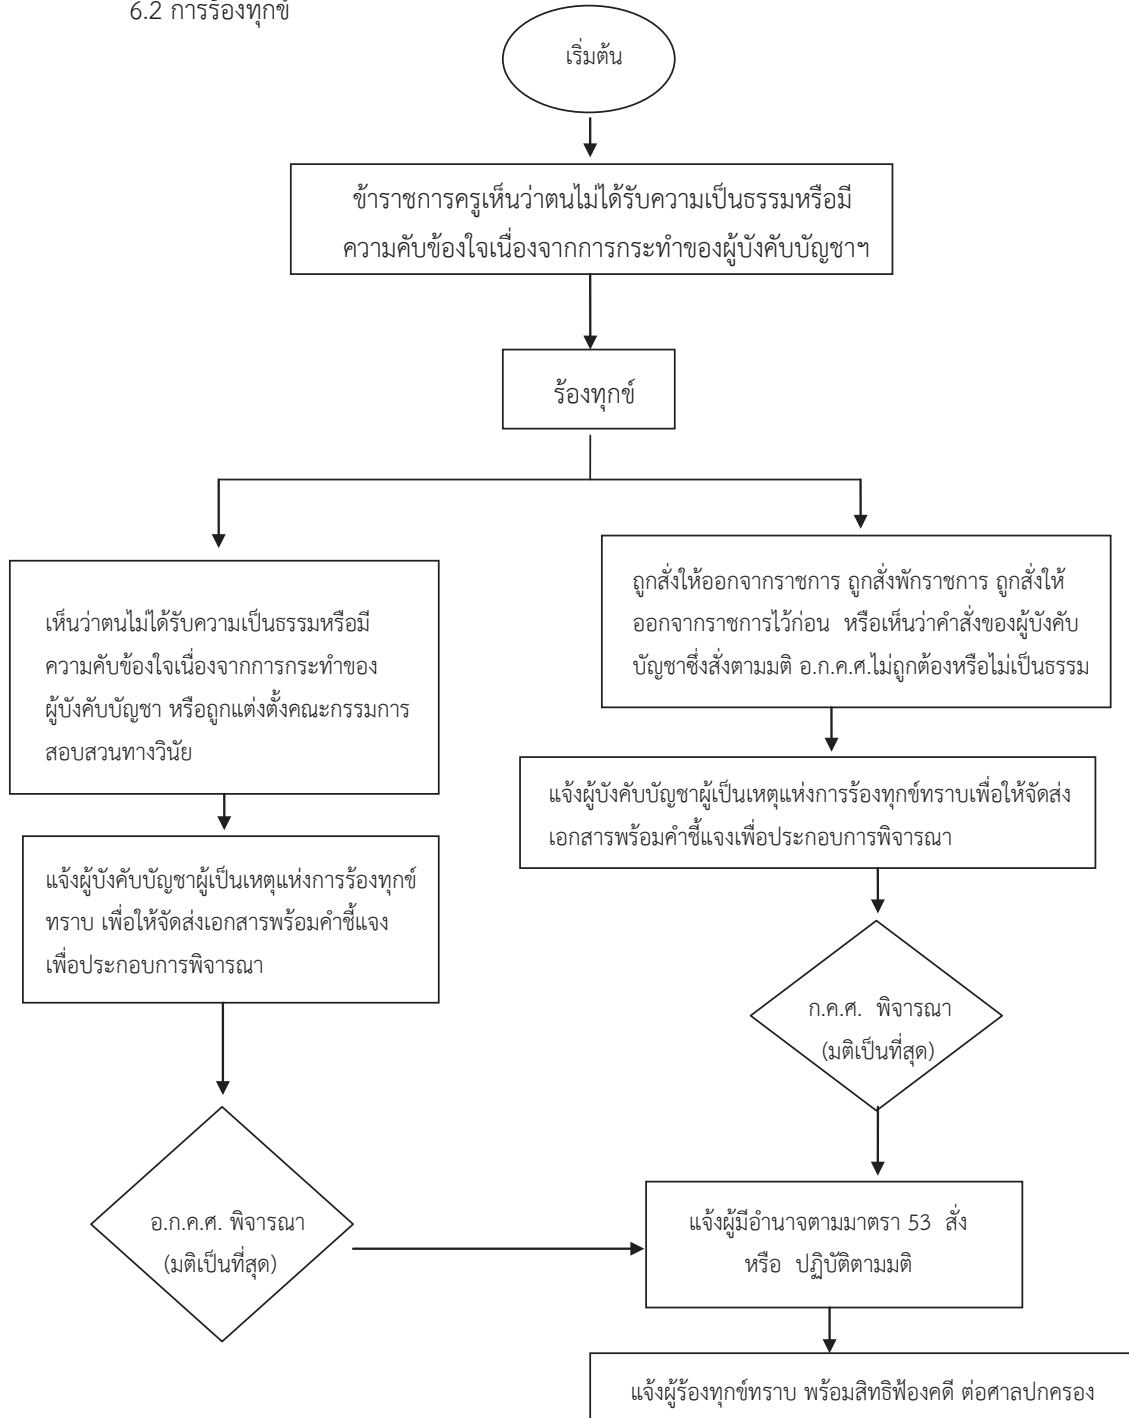 6.2 การร้องทุกข์
เริ่มต้น
ข้าราชการครูเห็นว่าตนไม่ได้รับความเป็นธรรมหรือมี
ความคับข้องใจเนื่องจากการกระทำของผู้บังคับบัญชาฯ
ร้องทุกข์
เห็นว่าตนไม่ได้รับความเป็นธรรมหรือมี
ความคับข้องใจเนื่องจากการกระทำของ
ผู้บังคับบัญชา หรือถูกแต่งตั้งคณะกรรมการ
สอบสวนทางวินัย
แจ้งผู้บังคับบัญชาผู้เป็นเหตุแห่งการร้องทุกข์
ทราบ เพื่อให้จัดส่งเอกสารพร้อมคำชี้แจง
เพื่อประกอบการพิจารณา
อ.ก.ค.ศ. พิจารณา
(มติเป็นที่สุด)
ถูกสั่งให้ออกจากราชการ ถูกสั่งพักราชการ ถูกสั่งให้
ออกจากราชการไว้ก่อน หรือเห็นว่าคำสั่งของผู้บังคับ
บัญชาซึ่งสั่งตามมติ อ.ก.ค.ศ.ไม่ถูกต้องหรือไม่เป็นธรรม
แจ้งผู้บังคับบัญชาผู้เป็นเหตุแห่งการร้องทุกข์ทราบเพื่อให้จัดส่ง
เอกสารพร้อมคำชี้แจงเพื่อประกอบการพิจารณา
ก.ค.ศ. พิจารณา
(มติเป็นที่สุด)
แจ้งผู้มีอำนาจตามมาตรา 53 สั่ง
หรือ ปฏิบัติตามมติ
แจ้งผู้ร้องทุกข์ทราบ พร้อมสิทธิฟ้องคดี ต่อศาลปกครอง